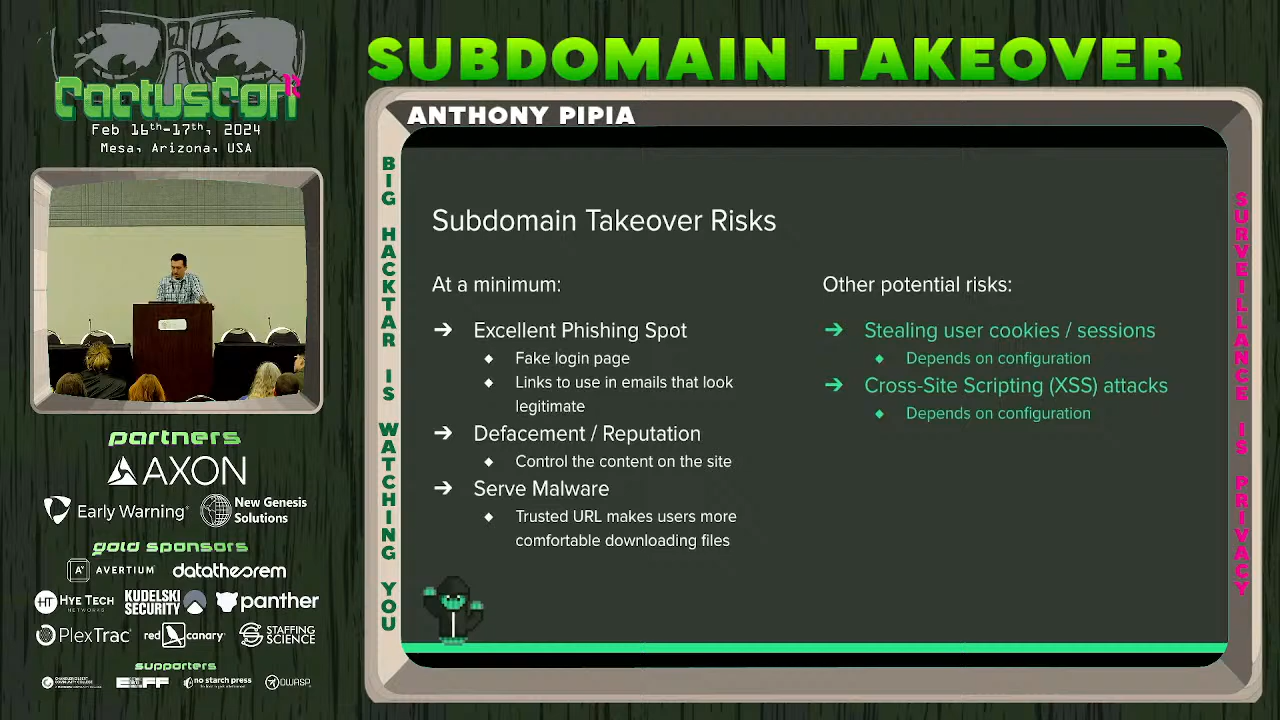 CactusCon
Feb 16th-17th, 2024
Mesa, Arizona, USA
partners
AXON
Early Warning
New Genesis
Solutions
gold sponsors
AVERTIUM
datatheorem
HT
HYE TECH
NETWORKS
KUDELSKI
SECURITY
panther
PlexTrac
red canary
STAFFING
SCIENCE
supporters
EFF
no starch press
OWASP
SUBDOMAIN TAKEOVER
ANTHONY PIPIA
BIG HACKTAR IS WATCHING YOU
Subdomain Takeover Risks
At a minimum:
➔ Excellent Phishing Spot
◆ Fake login page
◆ Links to use in emails that look
legitimate
➔ Defacement / Reputation
◆ Control the content on the site
➔ Serve Malware
◆ Trusted URL makes users more
comfortable downloading files
Other potential risks:
➔ Stealing user cookies / sessions
◆ Depends on configuration
➔ Cross-Site Scripting (XSS) attacks
◆ Depends on configuration
SURVEILLANCE IS PRIVACY